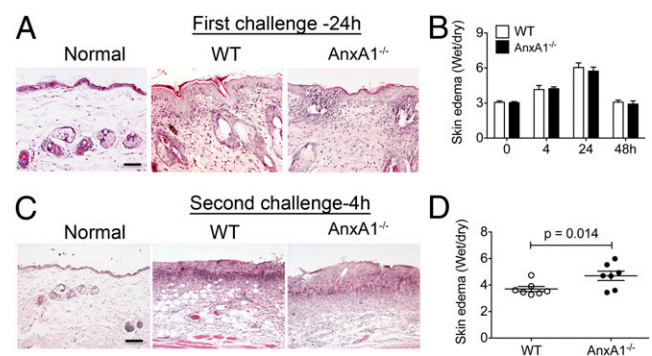 A
First challenge -24h
Normal WT AnxA1-/-
B
WT
AnxA1-/-
Skin edema (Wet/dry)
9
6
3
0
0 4 24 48h
C
Second challenge-4h
Normal WT AnxA1-/-
D
p = 0.014
Skin edema (Wet/dry)
8
6
4
2
0
WT AnxA1-/-